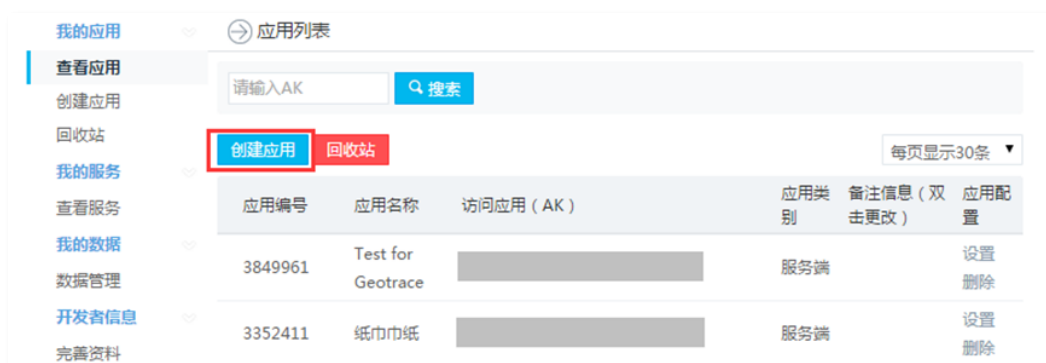 我的应用
查看应用
创建应用
回收站
我的服务
查看服务
我的数据
数据管理
开发者信息
完善资料
应用列表
请输入AK 搜索
创建应用 回收站
每页显示30条
应用编号 应用名称 访问应用（AK） 应用类别 备注信息（双击更改） 应用配置
3849961 Test for Geotrace 服务端 设置 删除
3352411 纸巾巾纸 服务端 设置 删除